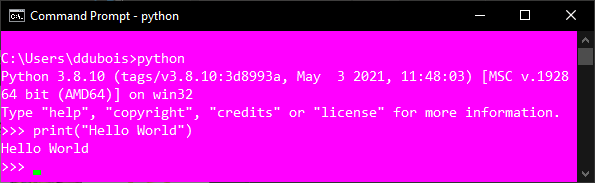 Command Prompt - python
C:\Users\ddubois>python
Python 3.8.10 (tags/v3.8.10:3d8993a, May  3 2021, 11:48:03) [MSC v.1928
64 bit (AMD64)] on win32
Type "help", "copyright", "credits" or "license" for more information.
>>> print("Hello World")
Hello World
>>>